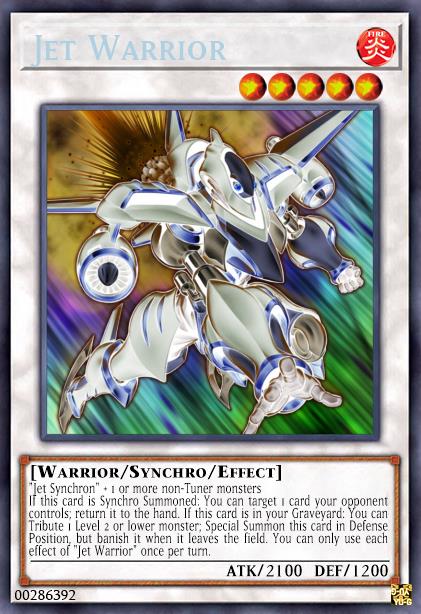 Jet Warrior
FIRE
炎
[Warrior/Synchro/Effect]
"Jet Synchron" + 1 or more non-Tuner monsters
If this card is Synchro Summoned: You can target 1 card your opponent
controls; return it to the hand. If this card is in your Graveyard: You can
Tribute 1 Level 2 or lower monster; Special Summon this card in Defense
Position, but banish it when it leaves the field. You can only use each
effect of "Jet Warrior" once per turn.
ATK/2100 DEF/1200
00286392